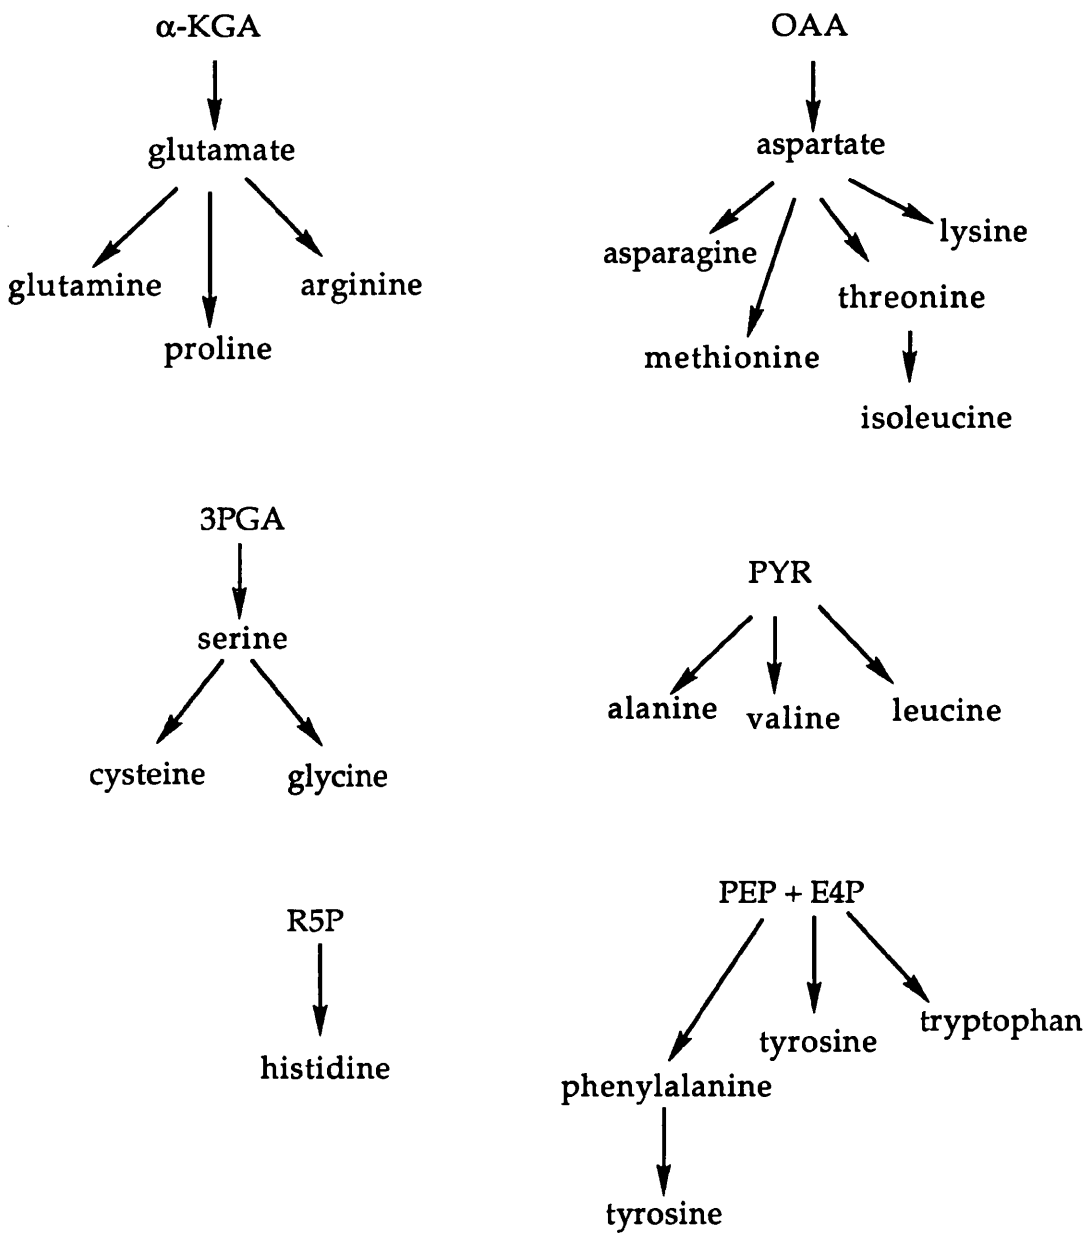 α-KGA
glutamate
glutamine
arginine
proline
OAA
aspartate
lysine
asparagine
threonine
methionine
isoleucine
3PGA
serine
cysteine
glycine
PYR
alanine
valine
leucine
R5P
histidine
PEP + E4P
tryptophan
tyrosine
phenylalanine
tyrosine